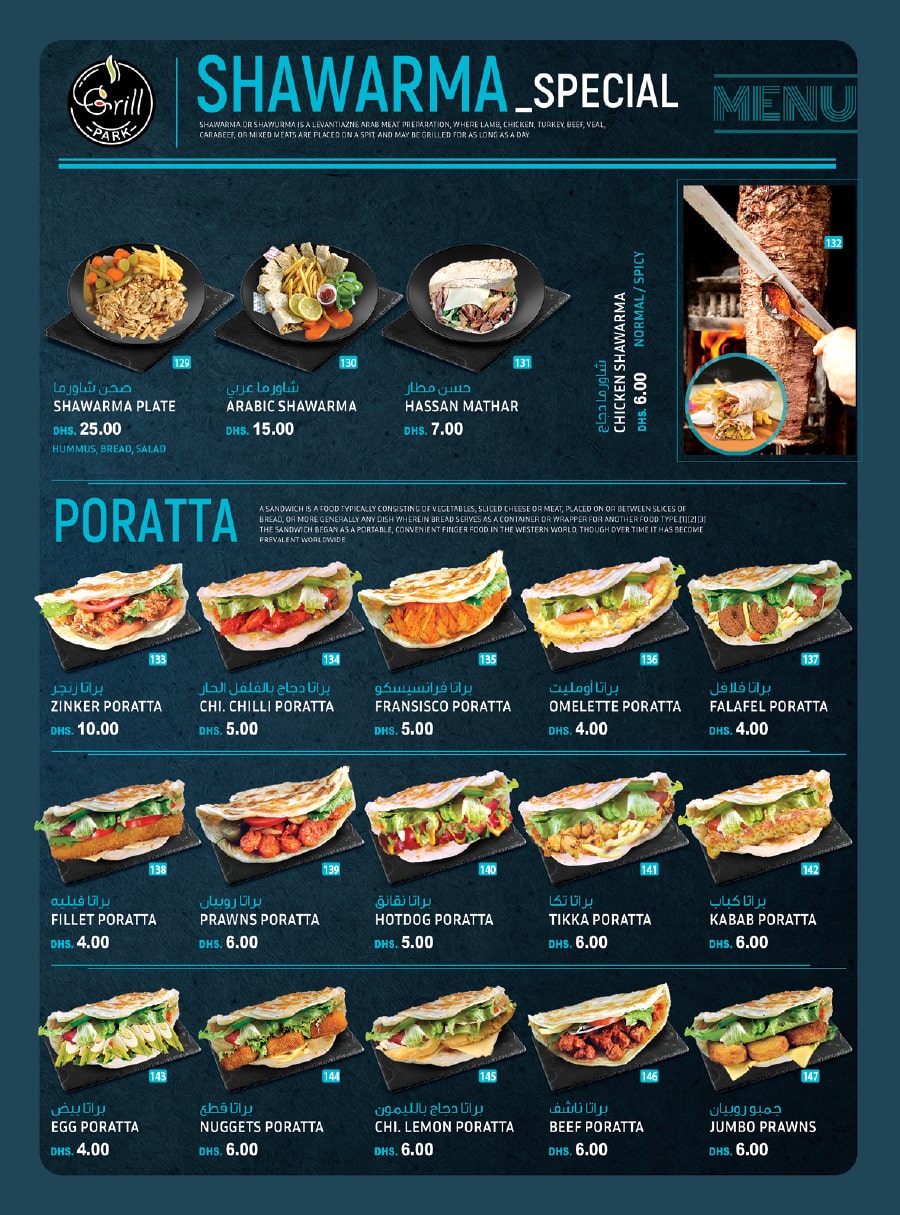 Grill
PARK
SHAWARMA_SPECIAL
MENU
SHAWARMA OR SHAWURMA IS A LEVANTIAZNE ARAB MEAT PREPARATION, WHERE LAMB, CHICKEN, TURKEY, BEEF, VEAL,
CARABEEF, OR MIXED MEATS ARE PLACED ON A SPIT, AND MAY BE GRILLED FOR AS LONG AS A DAY.
129
صحن شاورما
SHAWARMA PLATE
DHS. 25.00
HUMMUS, BREAD, SALAD
130
شاورما عربي
ARABIC SHAWARMA
DHS. 15.00
131
حسن مطار
HASSAN MATHAR
DHS. 7.00
132
شاورما دجاج
CHICKEN SHAWARMA
DHS. 6.00 NORMAL / SPICY
PORATTA
A SANDWICH IS A FOOD TYPICALLY CONSISTING OF VEGETABLES, SLICED CHEESE OR MEAT, PLACED ON OR BETWEEN SLICES OF
BREAD, OR MORE GENERALLY ANY DISH WHEREIN BREAD SERVES AS A CONTAINER OR WRAPPER FOR ANOTHER FOOD TYPE.[1][2][3]
THE SANDWICH BEGAN AS A PORTABLE, CONVENIENT FINGER FOOD IN THE WESTERN WORLD, THOUGH OVER TIME IT HAS BECOME
PREVALENT WORLDWIDE
133
براتا زنجر
ZINKER PORATTA
DHS. 10.00
134
براتا دجاج بالفلفل الحار
CHI. CHILLI PORATTA
DHS. 5.00
135
براتا فرانسيسكو
FRANSISCO PORATTA
DHS. 5.00
136
براتا أومليت
OMELETTE PORATTA
DHS. 4.00
137
براتا فلافل
FALAFEL PORATTA
DHS. 4.00
138
براتا فيليه
FILLET PORATTA
DHS. 4.00
139
براتا روبيان
PRAWNS PORATTA
DHS. 6.00
140
براتا نقانق
HOTDOG PORATTA
DHS. 5.00
141
براتا تكا
TIKKA PORATTA
DHS. 6.00
142
براتا كباب
KABAB PORATTA
DHS. 6.00
143
براتا بيض
EGG PORATTA
DHS. 4.00
144
براتا قطع
NUGGETS PORATTA
DHS. 6.00
145
براتا دجاج بالليمون
CHI. LEMON PORATTA
DHS. 6.00
146
براتا ناشف
BEEF PORATTA
DHS. 6.00
147
جمبو روبيان
JUMBO PRAWNS
DHS. 6.00